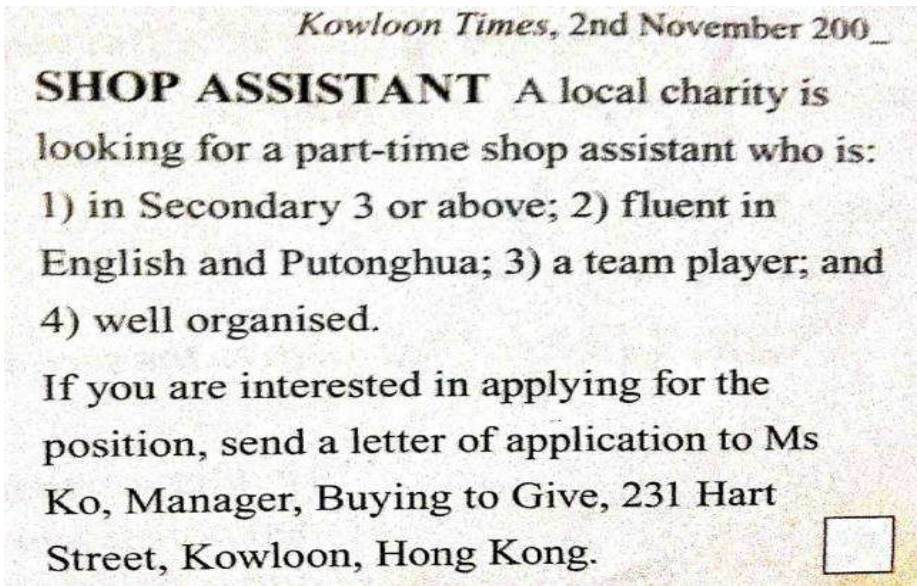 Kowloon Times, 2nd November 200_
SHOP ASSISTANT A local charity is
looking for a part-time shop assistant who is:
1) in Secondary 3 or above; 2) fluent in
English and Putonghua; 3) a team player; and
4) well organised.
If you are interested in applying for the
position, send a letter of application to Ms
Ko, Manager, Buying to Give, 231 Hart
Street, Kowloon, Hong Kong.